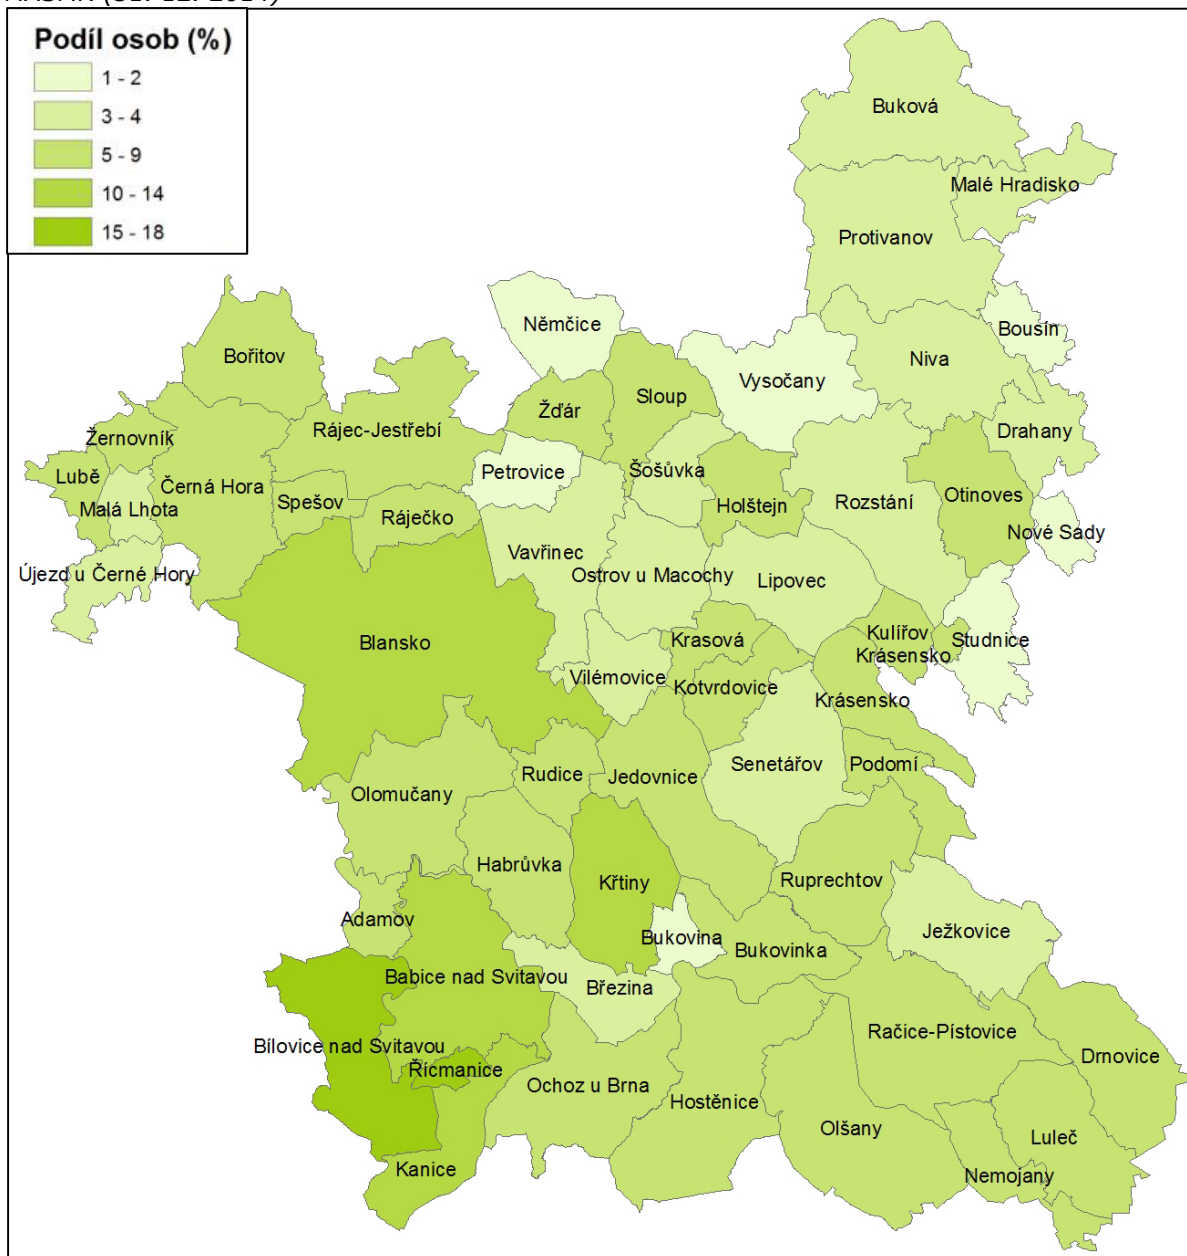 (31. 12. 2014)
Podíl osob (%)
1 - 2
3 - 4
5 - 9
10 - 14
15 - 18
Buková
Malé Hradisko
Protivanov
Němčice
Bousín
Bořitov
Vysočany
Niva
Sloup
Žďár
Rájec-Jestřebí
Drahany
Žernovník
Petrovice
Šošůvka
Lubě
Černá Hora
Otinoves
Spešov
Holštejn
Rozstání
Malá Lhota
Ráječko
Nové Sady
Vavřinec
Újezd u Černé Hory
Ostrov u Macochy
Lipovec
Kulířov
Blansko
Krasová
Studnice
Krásensko
Vilémovice
Kotvrdovice
Krásensko
Senetářov
Podomí
Rudice
Jedovnice
Olomučany
Habrůvka
Křtiny
Ruprechtov
Adamov
Ježkovice
Bukovina
Bukovinka
Babice nad Svitavou
Březina
Račice-Pístovice
Bílovice nad Svitavou
Drnovice
Řícmanice
Ochoz u Brna
Hostěnice
Olšany
Luleč
Kanice
Nemojany